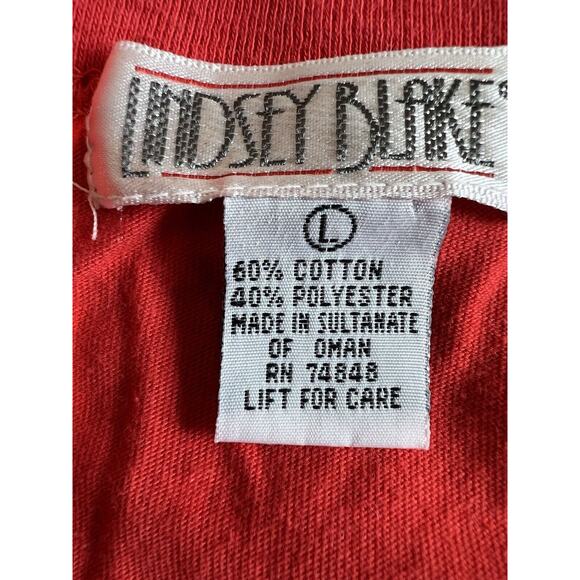 LINDSEY BLAKE
L
60% COTTON
40% POLYESTER
MADE IN SULTANATE
OF OMAN
RN 74848
LIFT FOR CARE